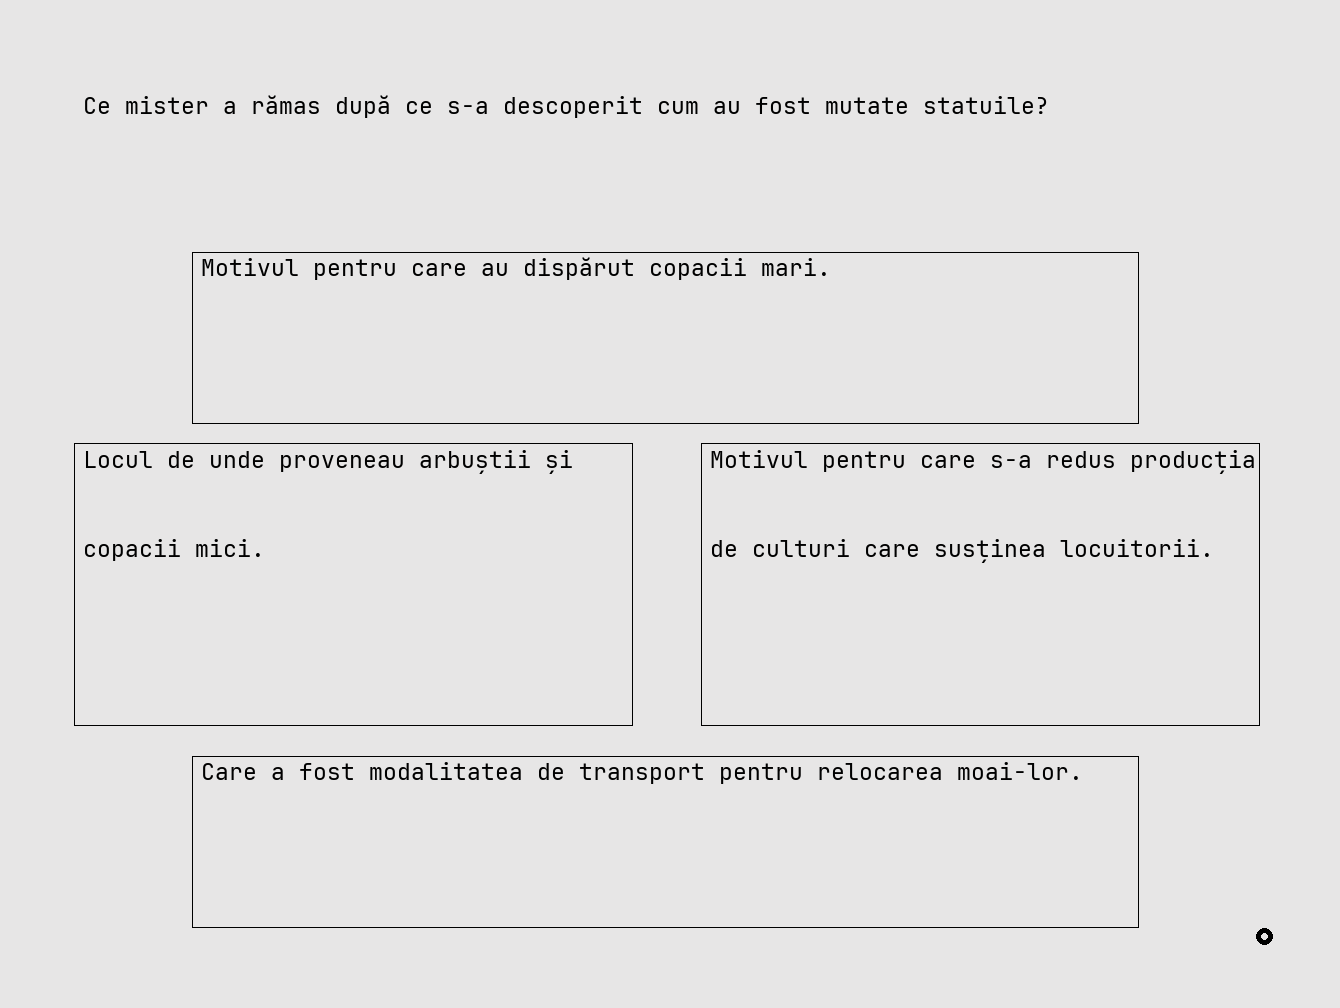 Ce mister a rămas după ce s-a descoperit cum au fost mutate statuile?
Motivul pentru care au dispărut copacii mari.
Locul de unde proveneau arbuștii și
copacii mici.
Motivul pentru care s-a redus producția
de culturi care susținea locuitorii.
Care a fost modalitatea de transport pentru relocarea moai-lor.